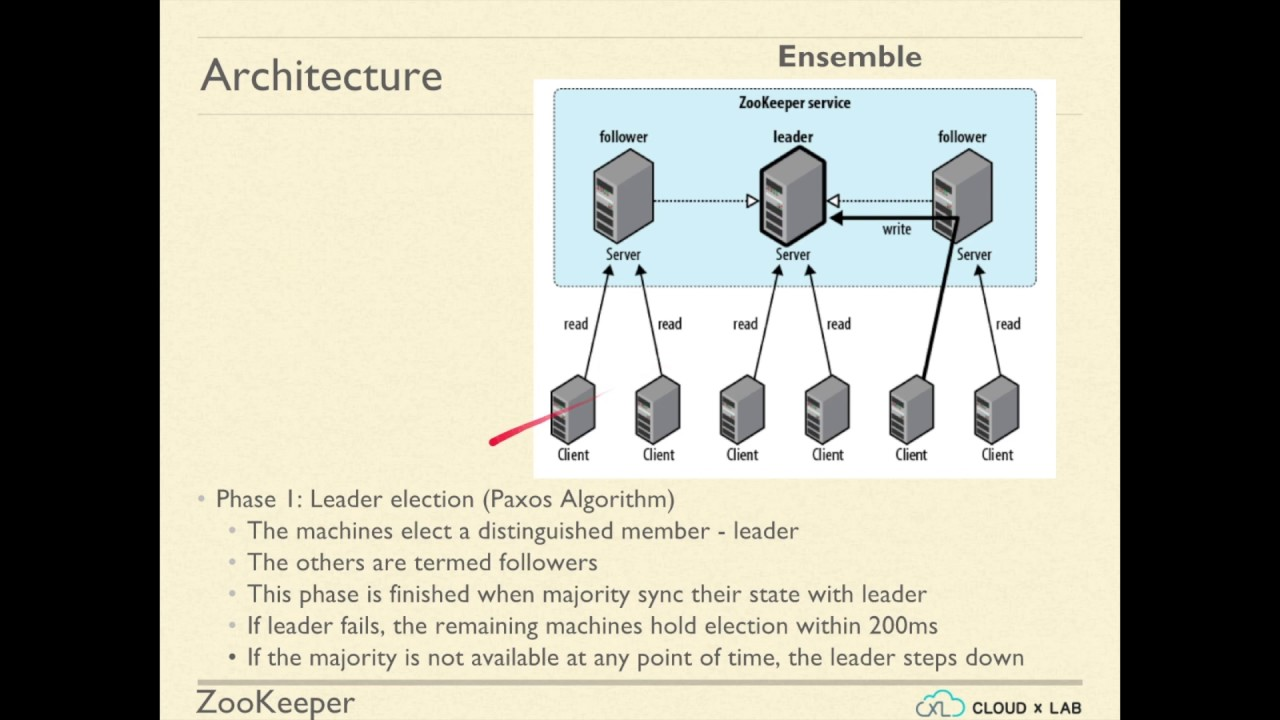 Architecture
Ensemble
ZooKeeper service
follower
leader
follower
write
Server
Server
Server
read
read
read
read
read
Client
Client
Client
Client
Client
Client
• Phase 1: Leader election (Paxos Algorithm)
• The machines elect a distinguished member - leader
• The others are termed followers
• This phase is finished when majority sync their state with leader
• If leader fails, the remaining machines hold election within 200ms
• If the majority is not available at any point of time, the leader steps down
ZooKeeper
CXL CLOUD x LAB